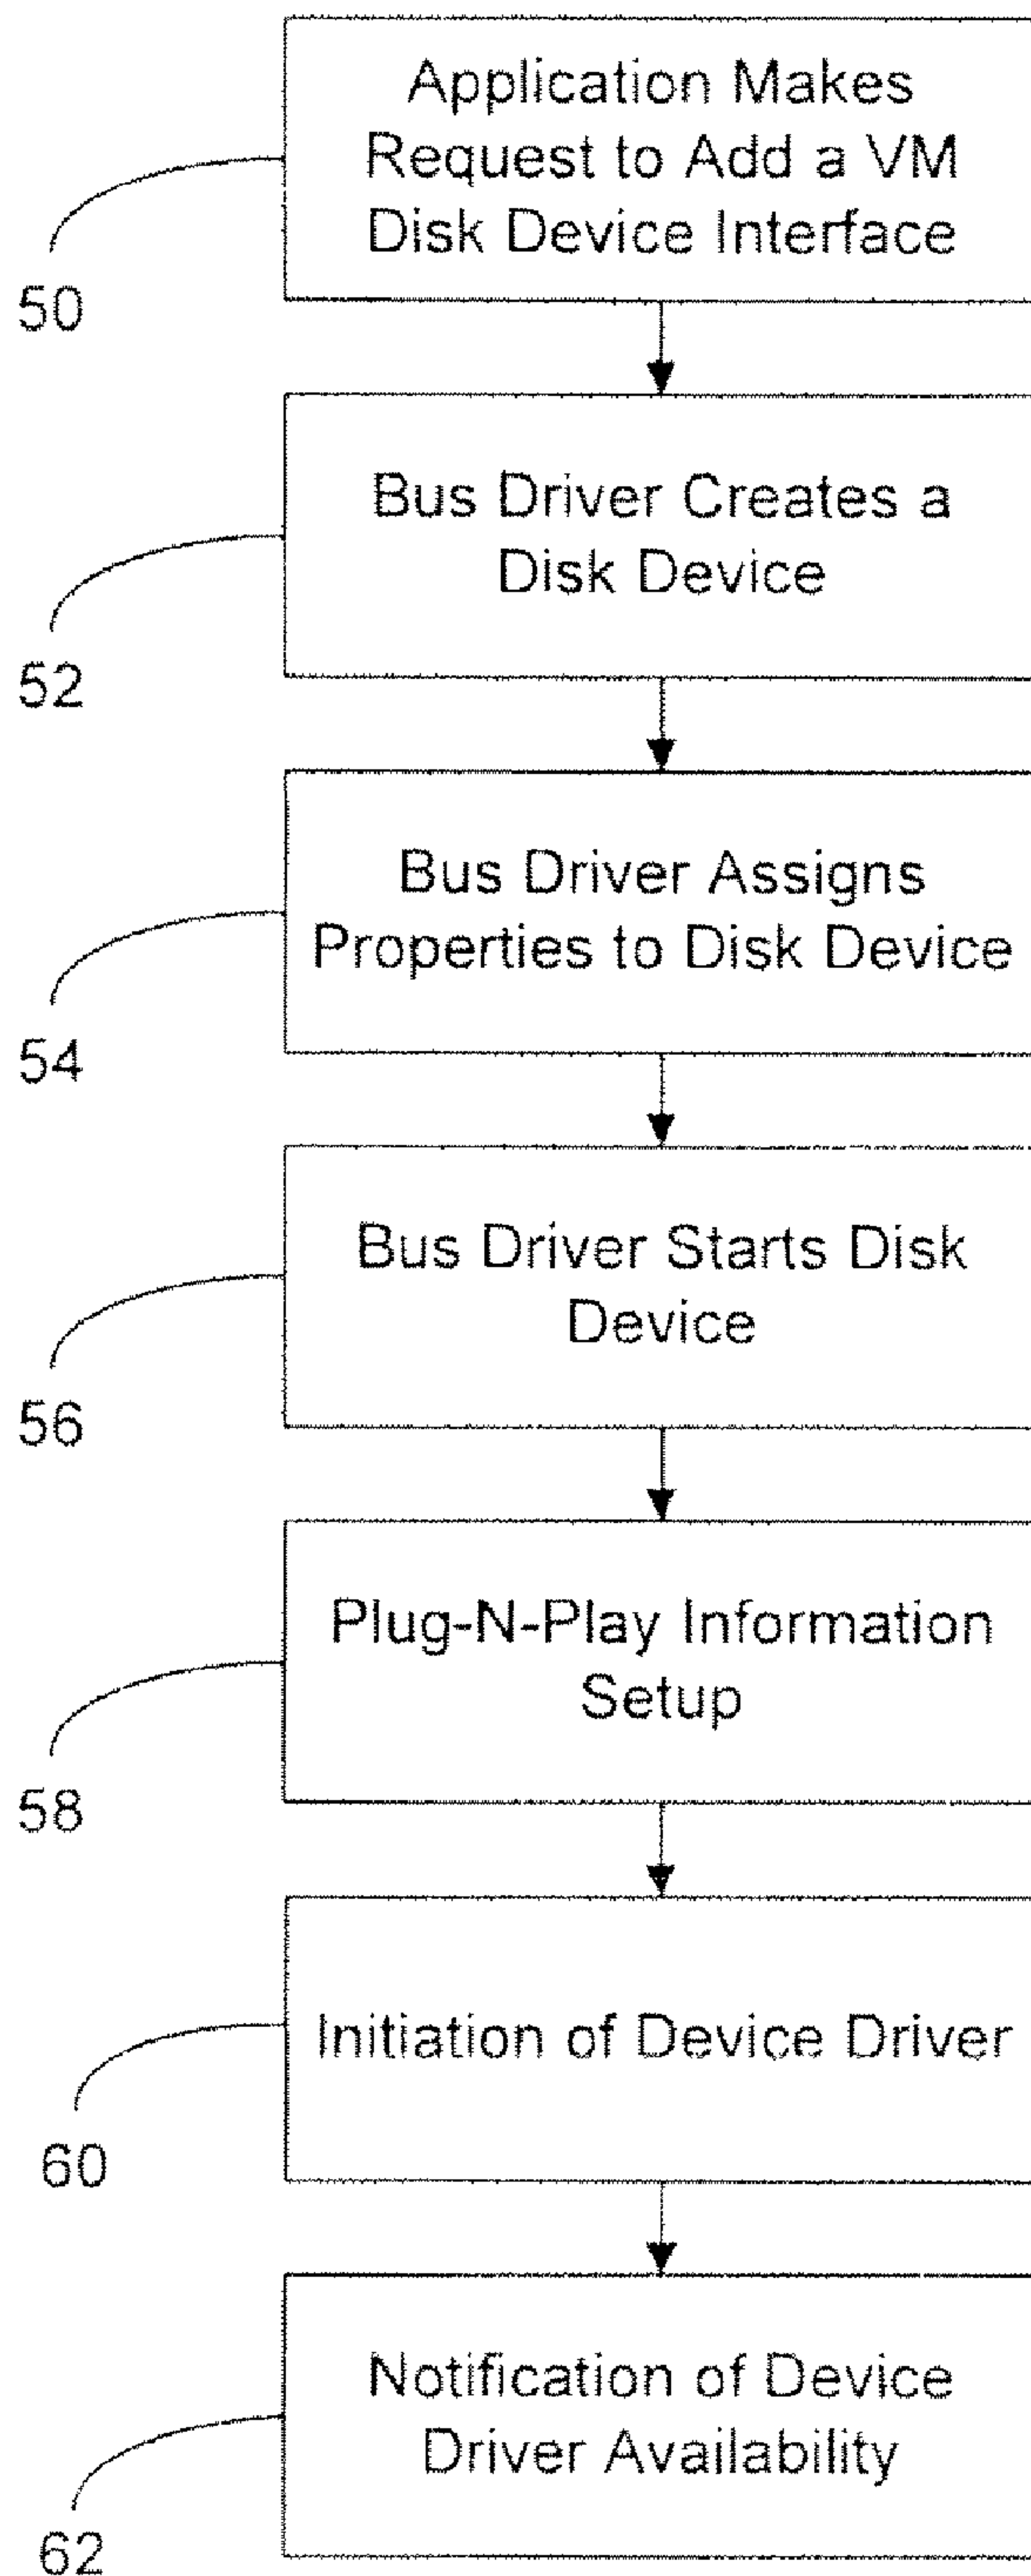 Application Makes
Request to Add a VM
Disk Device Interface
50
Bus Driver Creates a
Disk Device
52
Bus Driver Assigns
Properties to Disk Device
54
Bus Driver Starts Disk
Device
56
Plug-N-Play Information
Setup
58
Initiation of Device Driver
60
Notification of Device
Driver Availability
62